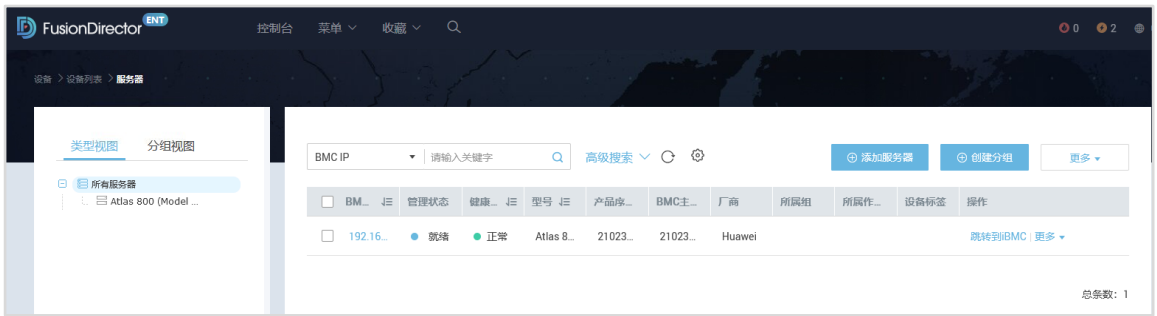 FusionDirector ENT 控制台 菜单 收藏 0 2
设备 > 设备列表 > 服务器
类型视图 分组视图
所有服务器
Atlas 800 (Model ...
BMC IP 请输入关键字 高级搜索 添加服务器 创建分组 更多
BM... 管理状态 健康... 型号 产品序... BMC主... 厂商 所属组 所属作... 设备标签 操作
192.16... 就绪 正常 Atlas 8... 21023... 21023... Huawei 跳转到iBMC 更多
总条数: 1